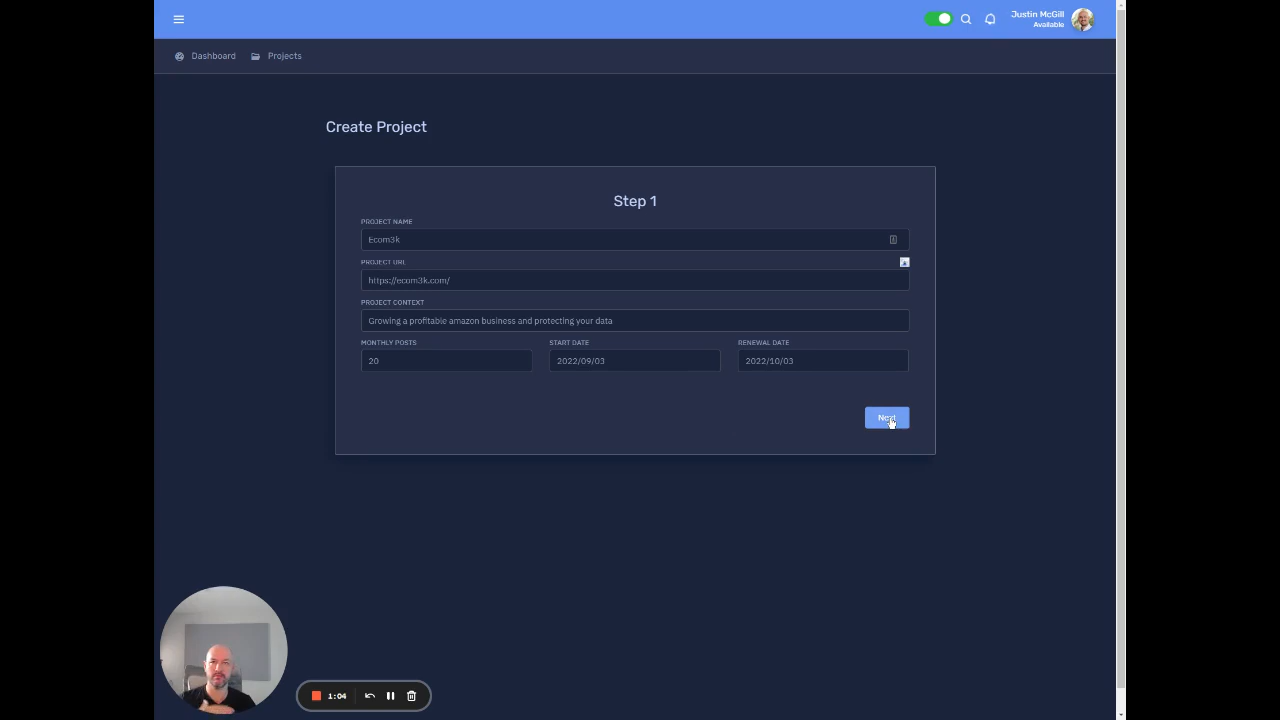 Justin McGill
Available
Dashboard
Projects
Create Project
Step 1
PROJECT NAME
Ecom3k
PROJECT URL
https://ecom3k.com/
PROJECT CONTEXT
Growing a profitable amazon business and protecting your data
MONTHLY POSTS START DATE RENEWAL DATE
20 2022/09/03 2022/10/03
Next
1:04